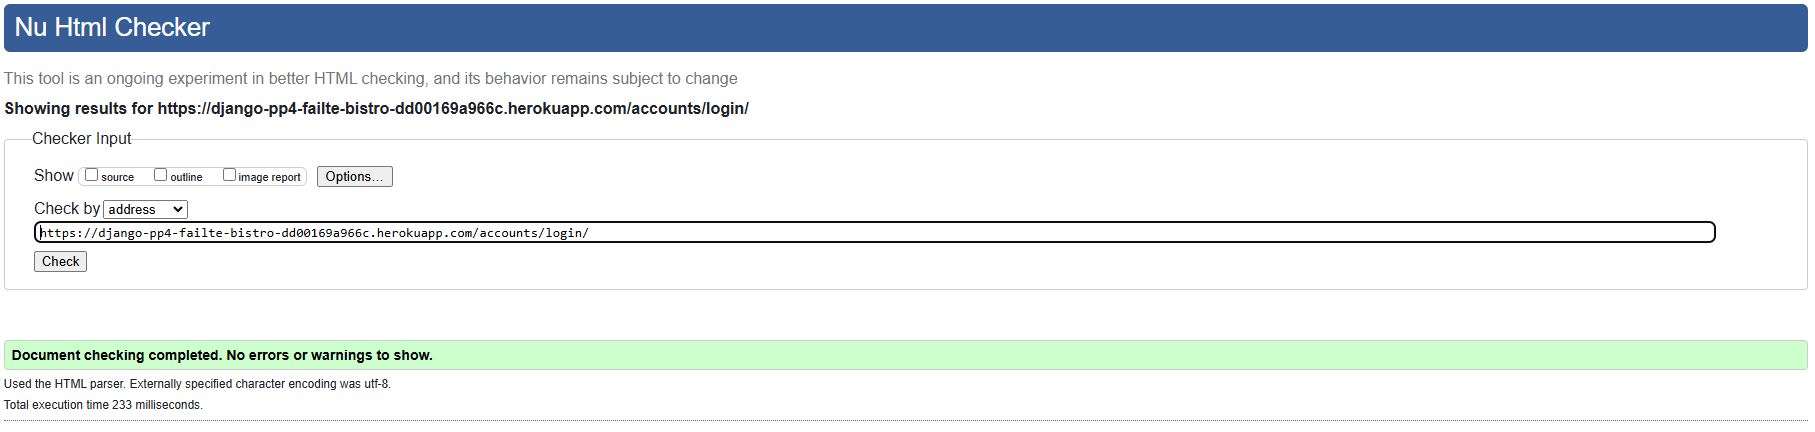 Nu Html Checker
This tool is an ongoing experiment in better HTML checking, and its behavior remains subject to change
Showing results for https://django-pp4-failte-bistro-dd00169a966c.herokuapp.com/accounts/login/
Checker Input
Show source outline image report Options...
Check by address
https://django-pp4-failte-bistro-dd00169a966c.herokuapp.com/accounts/login/
Check
Document checking completed. No errors or warnings to show.
Used the HTML parser. Externally specified character encoding was utf-8.
Total execution time 233 milliseconds.